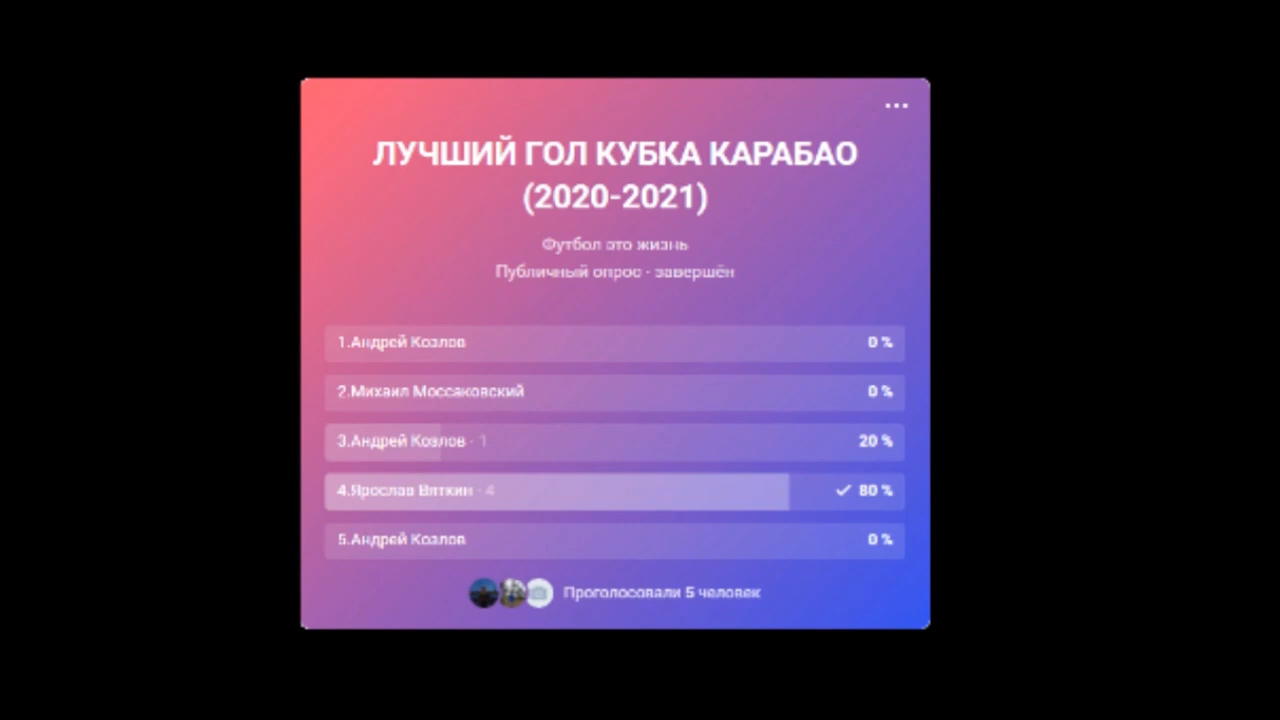 ЛУЧШИЙ ГОЛ КУБКА КАРАБАО
(2020-2021)
Футбол это жизнь
Публичный опрос · завершён
1.Андрей Козлов 0 %
2.Михаил Моссаковский 0 %
3.Андрей Козлов · 1 20 %
4.Ярослав Вяткин · 4 80 %
5.Андрей Козлов 0 %
Проголосовали 5 человек